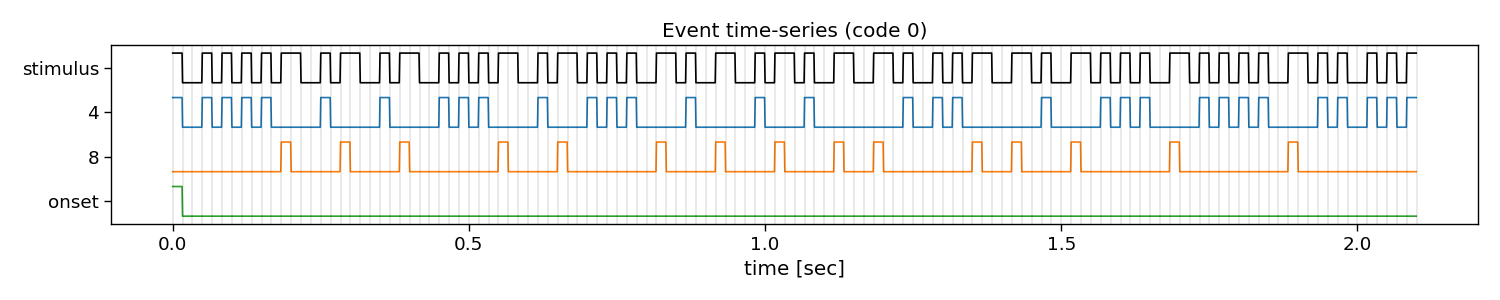 Event time-series (code 0)
stimulus
4
8
onset
0.0 0.5 1.0 1.5 2.0
time [sec]